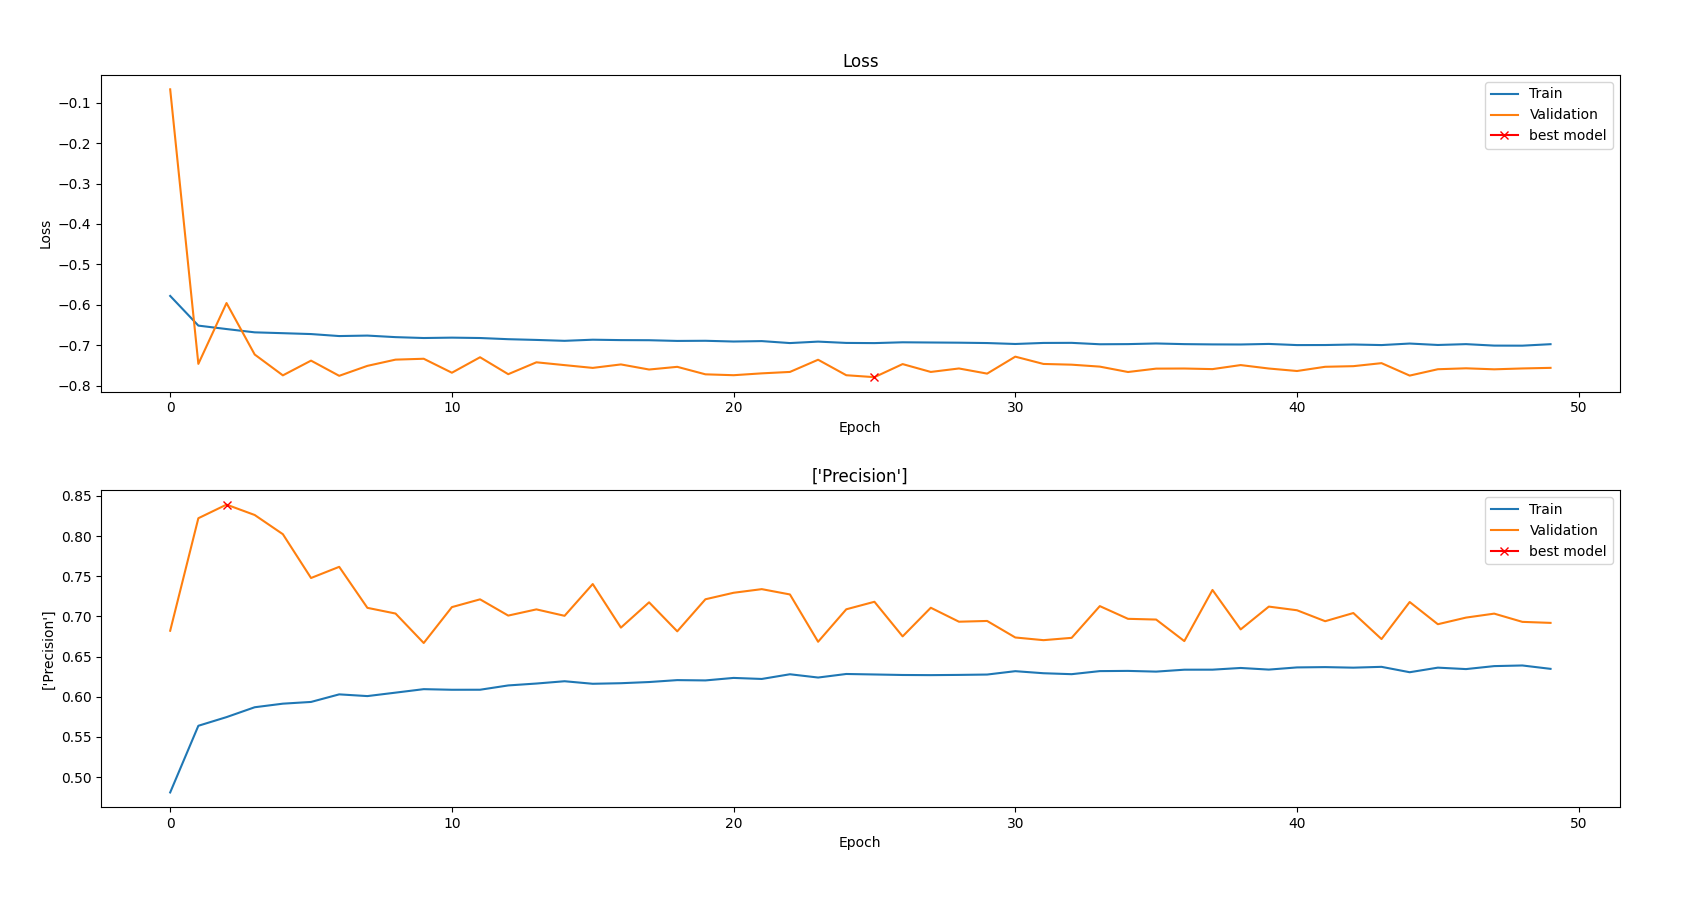 Loss
−0.1
−0.2
−0.3
−0.4
−0.5
−0.6
−0.7
−0.8
Loss
Train
Validation
best model
0 10 20 30 40 50
Epoch
['Precision']
0.85
0.80
0.75
0.70
0.65
0.60
0.55
0.50
['Precision']
Train
Validation
best model
0 10 20 30 40 50
Epoch